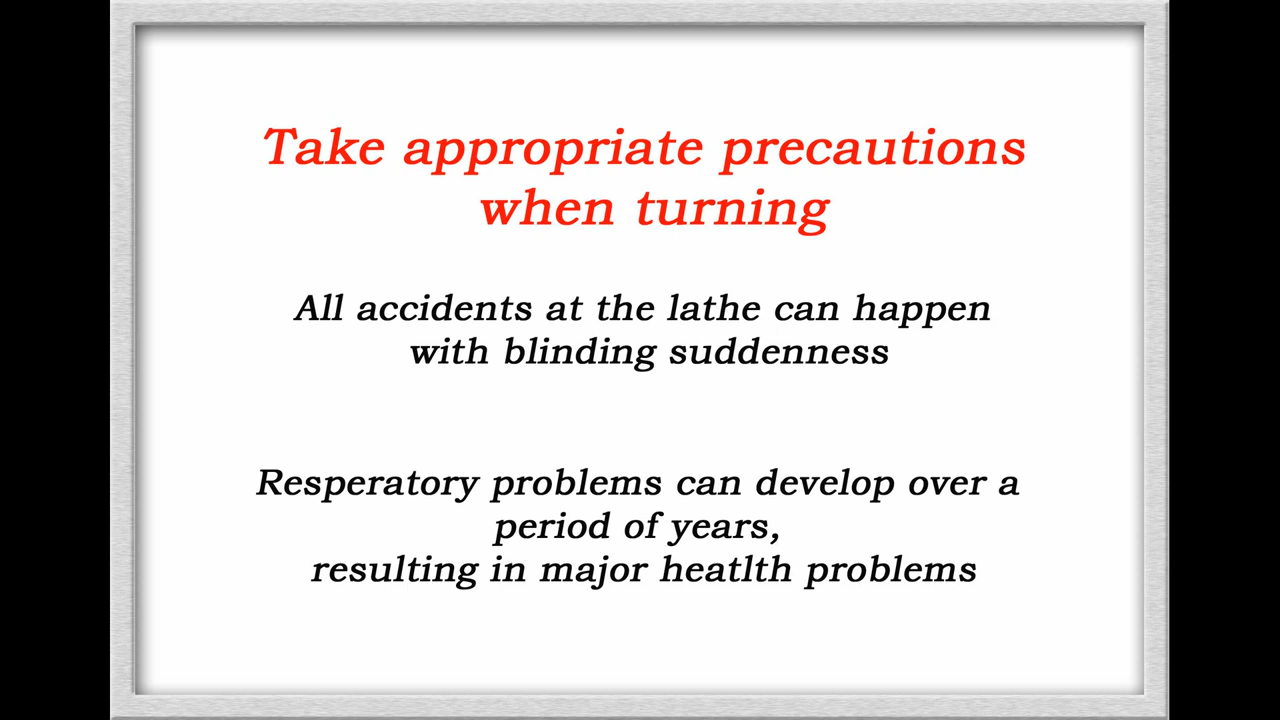 Take appropriate precautions
when turning
All accidents at the lathe can happen
with blinding suddenness
Resperatory problems can develop over a
period of years,
resulting in major heatlth problems